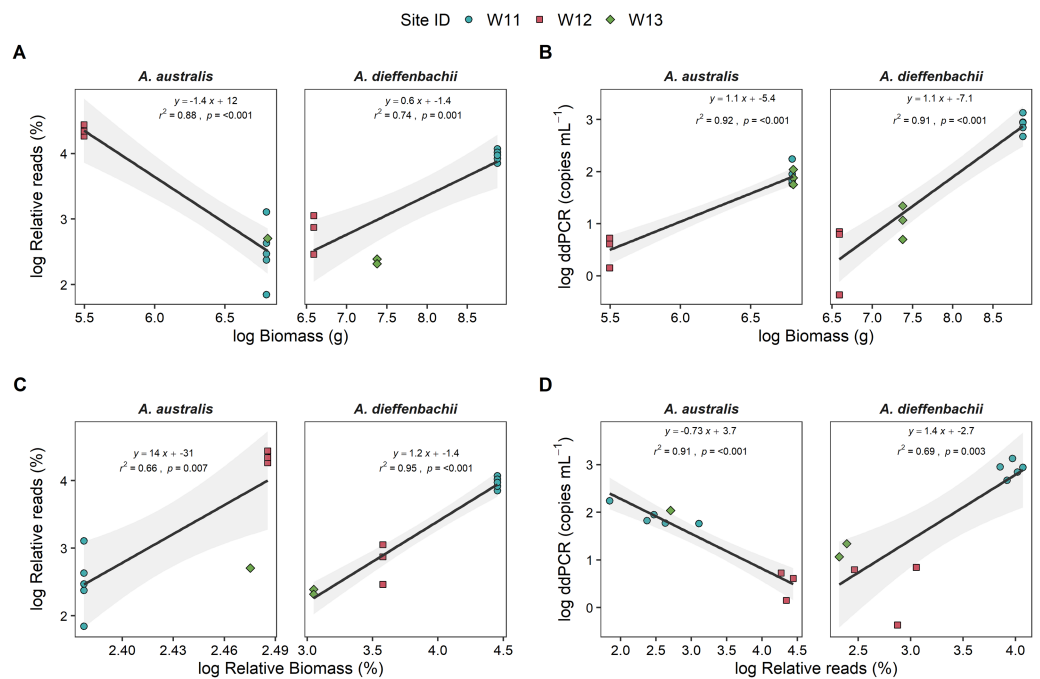 Site ID W11 W12 W13
A B
A. australis A. dieffenbachii A. australis A. dieffenbachii
y = -1.4 x + 12 y = 0.6 x + -1.4 y = 1.1 x + -5.4 y = 1.1 x + -7.1
r² = 0.88 , p = <0.001 r² = 0.74 , p = 0.001 r² = 0.92 , p = <0.001 r² = 0.91 , p = <0.001
log Relative reads (%)
4
3
2
log ddPCR (copies mL⁻¹)
3
2
1
0
5.5 6.0 6.5 6.5 7.0 7.5 8.0 8.5 5.5 6.0 6.5 6.5 7.0 7.5 8.0 8.5
log Biomass (g) log Biomass (g)
C D
A. australis A. dieffenbachii A. australis A. dieffenbachii
y = 14 x + -31 y = 1.2 x + -1.4 y = -0.73 x + 3.7 y = 1.4 x + -2.7
r² = 0.66 , p = 0.007 r² = 0.95 , p = <0.001 r² = 0.91 , p = <0.001 r² = 0.69 , p = 0.003
log Relative reads (%)
4
3
2
log ddPCR (copies mL⁻¹)
3
2
1
0
2.40 2.43 2.46 2.49 3.0 3.5 4.0 4.5 2.0 2.5 3.0 3.5 4.0 4.5 2.5 3.0 3.5 4.0
log Relative Biomass (%) log Relative reads (%)